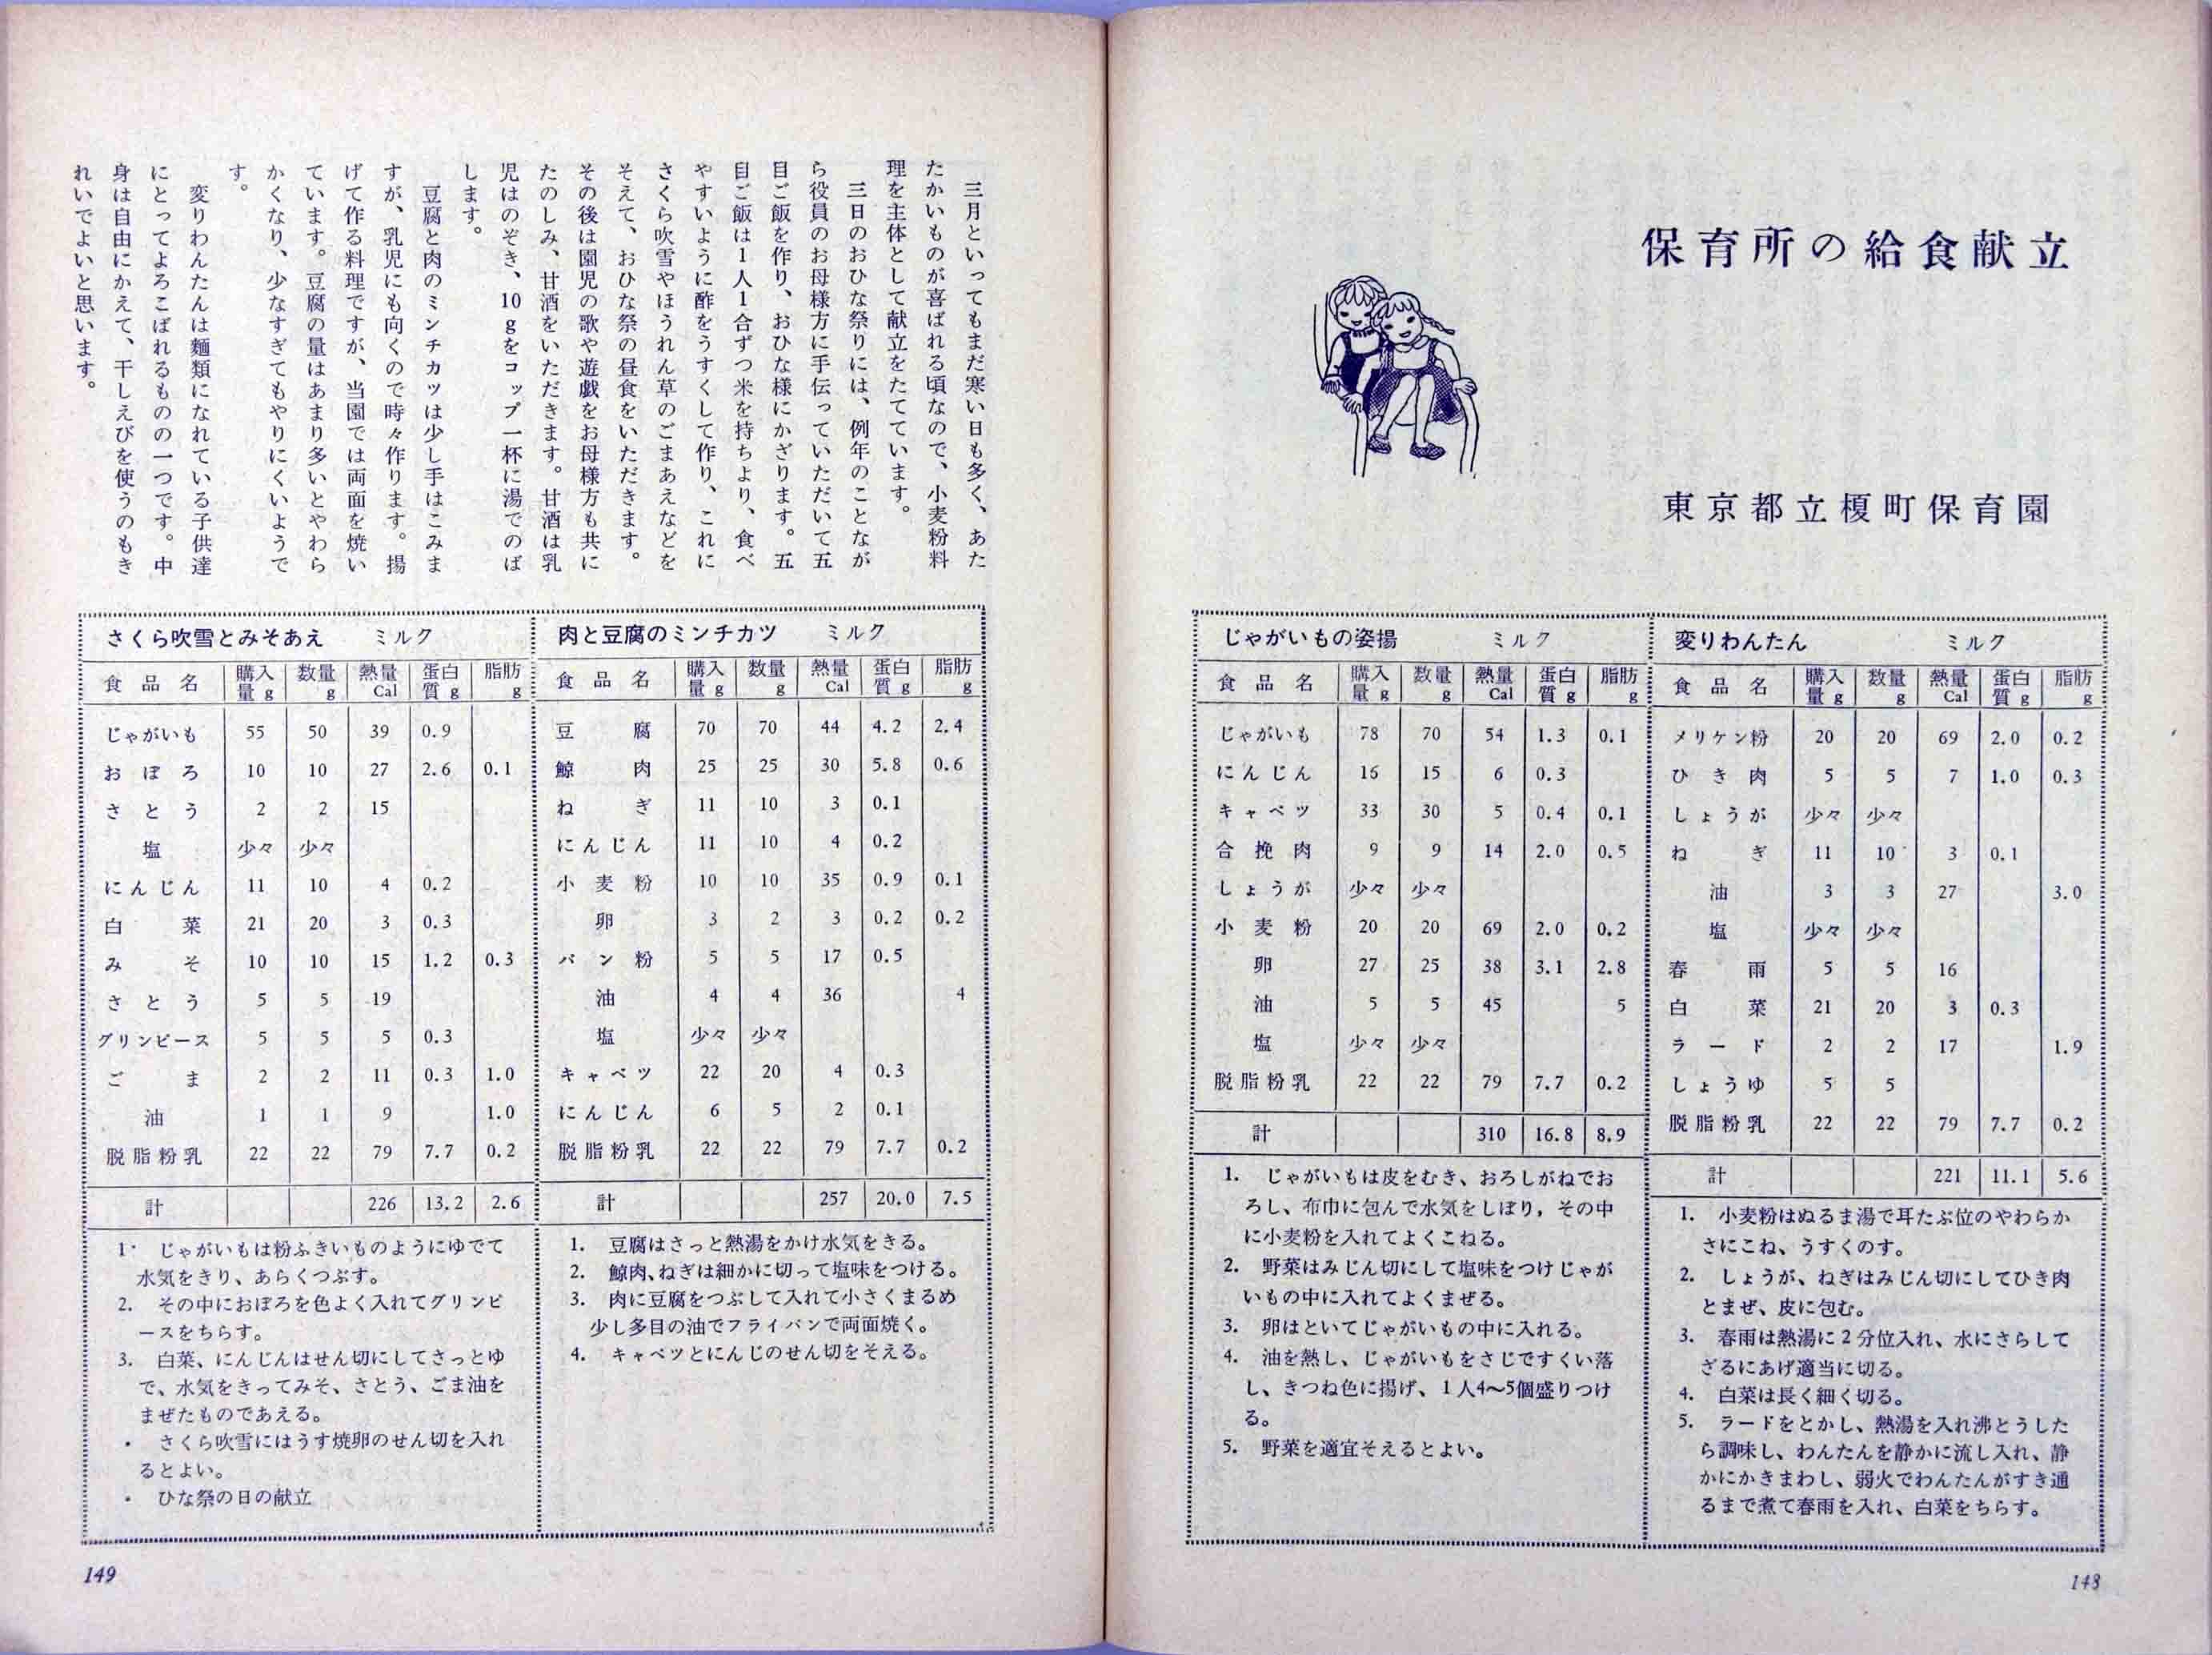 保育所の給食献立
東京都立榎町保育園
変りわんたん ミルク
食品名 購入量g 数量g 熱量Cal 蛋白質g 脂肪g
メリケン粉 20 20 69 2.0 0.2
ひき肉 5 5 7 1.0 0.3
しょうが 少々 少々
ねぎ 11 10 3 0.1
油 3 3 27 3.0
塩 少々 少々
春雨 5 5 16
白菜 21 20 3 0.3
ラード 2 2 17 1.9
しょうゆ 5 5
脱脂粉乳 22 22 79 7.7 0.2
計 221 11.1 5.6
1. 小麦粉はぬるま湯で耳たぶ位のやわらか
さにこね、うすくのす。
2. しょうが、ねぎはみじん切にしてひき肉
とまぜ、皮に包む。
3. 春雨は熱湯に2分位入れ、水にさらして
ざるにあげ適当に切る。
4. 白菜は長く細く切る。
5. ラードをとかし、熱湯を入れ沸とうした
ら調味し、わんたんを静かに流し入れ、静
かにかきまわし、弱火でわんたんがすき通
るまで煮て春雨を入れ、白菜をちらす。
じゃがいもの姿揚 ミルク
食品名 購入量g 数量g 熱量Cal 蛋白質g 脂肪g
じゃがいも 78 70 54 1.3 0.1
にんじん 16 15 6 0.3
キャベツ 33 30 5 0.4 0.1
合挽肉 9 9 14 2.0 0.5
しょうが 少々 少々
小麦粉 20 20 69 2.0 0.2
卵 27 25 38 3.1 2.8
油 5 5 45 5
塩 少々 少々
脱脂粉乳 22 22 79 7.7 0.2
計 310 16.8 8.9
1. じゃがいもは皮をむき、おろしがねでお
ろし、布巾に包んで水気をしぼり，その中
に小麦粉を入れてよくこねる。
2. 野菜はみじん切にして塩味をつけじゃが
いもの中に入れてよくまぜる。
3. 卵はといてじゃがいもの中に入れる。
4. 油を熱し、じゃがいもをさじですくい落
し、きつね色に揚げ、1人4〜5個盛りつけ
る。
5. 野菜を適宜そえるとよい。
148
三月といってもまだ寒い日も多く、あた
たかいものが喜ばれる頃なので、小麦粉料
理を主体として献立をたてています。
三日のおひな祭りには、例年のことなが
ら役員のお母様方に手伝っていただいて五
目ご飯を作り、おひな様にかざります。五
目ご飯は1人1合ずつ米を持ちより、食べ
やすいように酢をうすくして作り、これに
さくら吹雪やほうれん草のごまあえなどを
そえて、おひな祭の昼食をいただきます。
その後は園児の歌や遊戯をお母様方も共に
たのしみ、甘酒をいただきます。甘酒は乳
児はのぞき、10gをコップ一杯に湯でのば
します。
豆腐と肉のミンチカツは少し手はこみま
すが、乳児にも向くので時々作ります。揚
げて作る料理ですが、当園では両面を焼い
ています。豆腐の量はあまり多いとやわら
かくなり、少なすぎてもやりにくいようで
す。
変りわんたんは麺類になれている子供達
にとってよろこばれるものの一つです。中
身は自由にかえて、干しえびを使うのもき
れいでよいと思います。
肉と豆腐のミンチカツ ミルク
食品名 購入量g 数量g 熱量Cal 蛋白質g 脂肪g
豆腐 70 70 44 4.2 2.4
鯨肉 25 25 30 5.8 0.6
ねぎ 11 10 3 0.1
にんじん 11 10 4 0.2
小麦粉 10 10 35 0.9 0.1
卵 3 2 3 0.2 0.2
パン粉 5 5 17 0.5
油 4 4 36 4
塩 少々 少々
キャベツ 22 20 4 0.3
にんじん 6 5 2 0.1
脱脂粉乳 22 22 79 7.7 0.2
計 257 20.0 7.5
1. 豆腐はさっと熱湯をかけ水気をきる。
2. 鯨肉、ねぎは細かに切って塩味をつける。
3. 肉に豆腐をつぶして入れて小さくまるめ
少し多目の油でフライパンで両面焼く。
4. キャベツとにんじのせん切をそえる。
さくら吹雪とみそあえ ミルク
食品名 購入量g 数量g 熱量Cal 蛋白質g 脂肪g
じゃがいも 55 50 39 0.9
おぼろ 10 10 27 2.6 0.1
さとう 2 2 15
塩 少々 少々
にんじん 11 10 4 0.2
白菜 21 20 3 0.3
みそ 10 10 15 1.2 0.3
さとう 5 5 19
グリンピース 5 5 5 0.3
ごま 2 2 11 0.3 1.0
油 1 1 9 1.0
脱脂粉乳 22 22 79 7.7 0.2
計 226 13.2 2.6
1. じゃがいもは粉ふきいものようにゆでて
水気をきり、あらくつぶす。
2. その中におぼろを色よく入れてグリンピ
ースをちらす。
3. 白菜、にんじんはせん切にしてさっとゆ
で、水気をきってみそ、さとう、ごま油を
まぜたものであえる。
・ さくら吹雪にはうす焼卵のせん切を入れ
るとよい。
・ ひな祭の日の献立
149